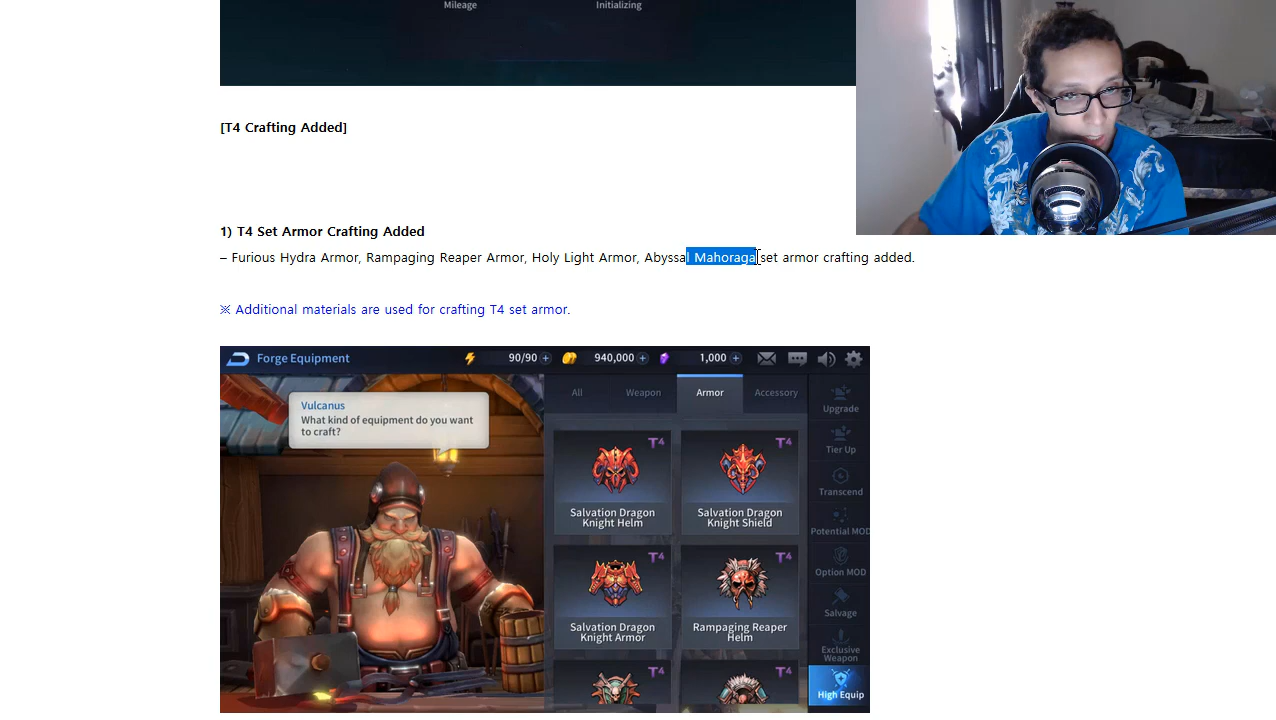 Mileage
Initializing
[T4 Crafting Added]
1) T4 Set Armor Crafting Added
– Furious Hydra Armor, Rampaging Reaper Armor, Holy Light Armor, Abyssal Mahoraga set armor crafting added.
※ Additional materials are used for crafting T4 set armor.
Forge Equipment
90/90 +
940,000 +
1,000 +
Vulcanus
What kind of equipment do you want
to craft?
All
Weapon
Armor
Accessory
T4
Salvation Dragon
Knight Helm
T4
Salvation Dragon
Knight Shield
T4
Salvation Dragon
Knight Armor
T4
Rampaging Reaper
Helm
T4
T4
Upgrade
Tier Up
Transcend
Potential MOD
Option MOD
Salvage
Exclusive
Weapon
High Equip